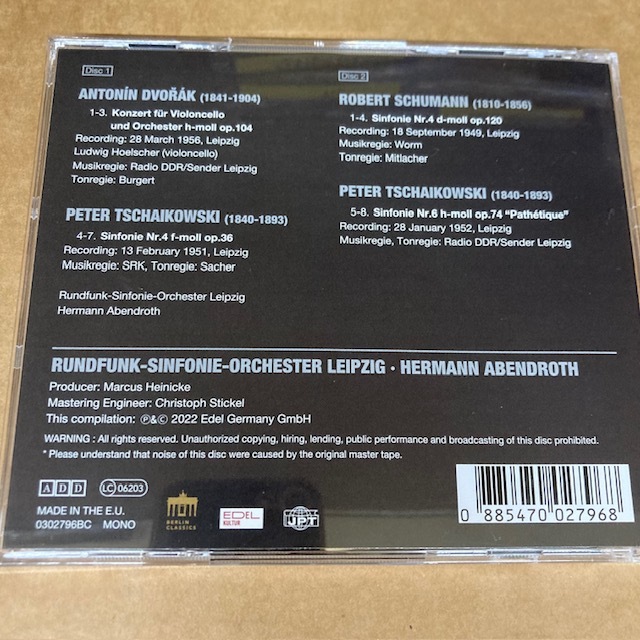 Disc 1
ANTONÍN DVOŘÁK (1841-1904)
1-3. Konzert für Violoncello
und Orchester h-moll op.104
Recording: 28 March 1956, Leipzig
Ludwig Hoelscher (violoncello)
Musikregie: Radio DDR/Sender Leipzig
Tonregie: Burgert
PETER TSCHAIKOWSKI (1840-1893)
4-7. Sinfonie Nr.4 f-moll op.36
Recording: 13 February 1951, Leipzig
Musikregie: SRK, Tonregie: Sacher
Rundfunk-Sinfonie-Orchester Leipzig
Hermann Abendroth
Disc 2
ROBERT SCHUMANN (1810-1856)
1-4. Sinfonie Nr.4 d-moll op.120
Recording: 18 September 1949, Leipzig
Musikregie: Worm
Tonregie: Mitlacher
PETER TSCHAIKOWSKI (1840-1893)
5-8. Sinfonie Nr.6 h-moll op.74 "Pathétique"
Recording: 28 January 1952, Leipzig
Musikregie, Tonregie: Radio DDR/Sender Leipzig
RUNDFUNK-SINFONIE-ORCHESTER LEIPZIG · HERMANN ABENDROTH
Producer: Marcus Heinicke
Mastering Engineer: Christoph Stickel
This compilation: ℗&© 2022 Edel Germany GmbH
WARNING : All rights reserved. Unauthorized copying, hiring, lending, public performance and broadcasting of this disc prohibited.
* Please understand that noise of this disc were caused by the original master tape.
A D D LC 06203
MADE IN THE E.U.
0302796BC MONO
BERLIN
CLASSICS
EDEL
KULTUR
JPT
0 885470 027968